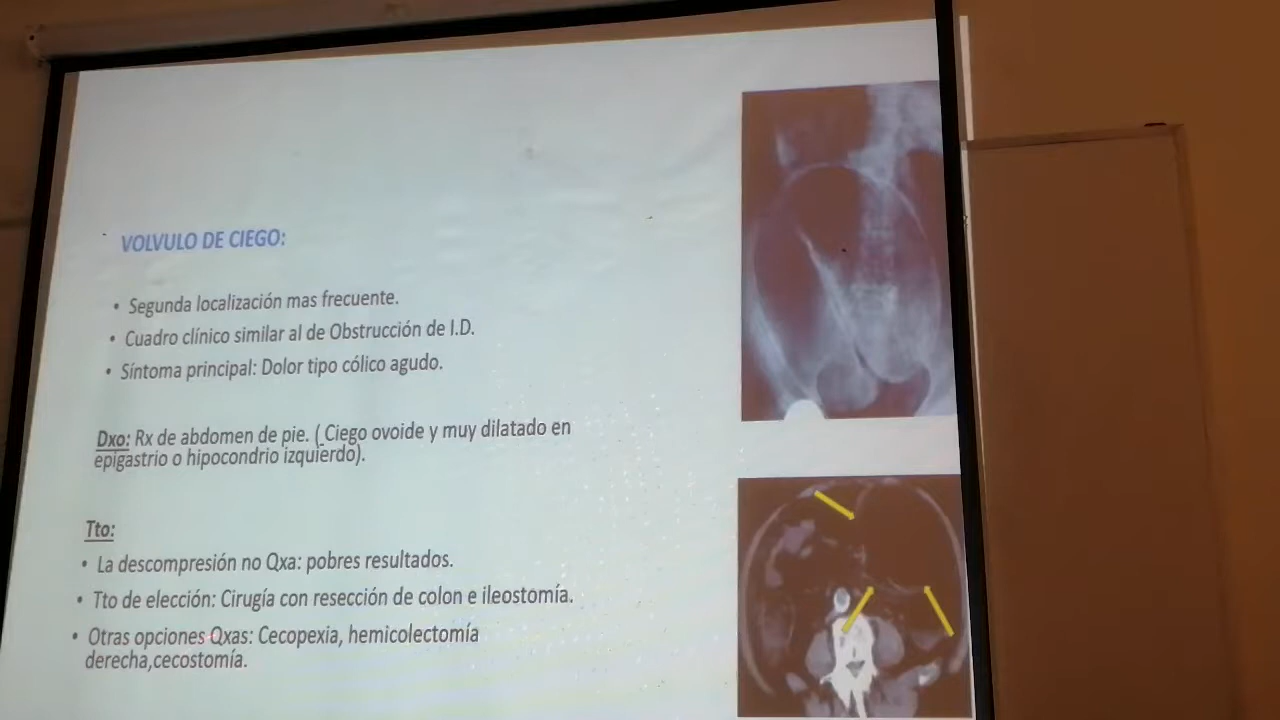 VOLVULO DE CIEGO:
• Segunda localización mas frecuente.
• Cuadro clínico similar al de Obstrucción de I.D.
• Síntoma principal: Dolor tipo cólico agudo.
Dxo: Rx de abdomen de pie. ( Ciego ovoide y muy dilatado en
epigastrio o hipocondrio izquierdo).
Tto:
• La descompresión no Qxa: pobres resultados.
• Tto de elección: Cirugía con resección de colon e ileostomía.
• Otras opciones Qxas: Cecopexia, hemicolectomía
derecha,cecostomía.